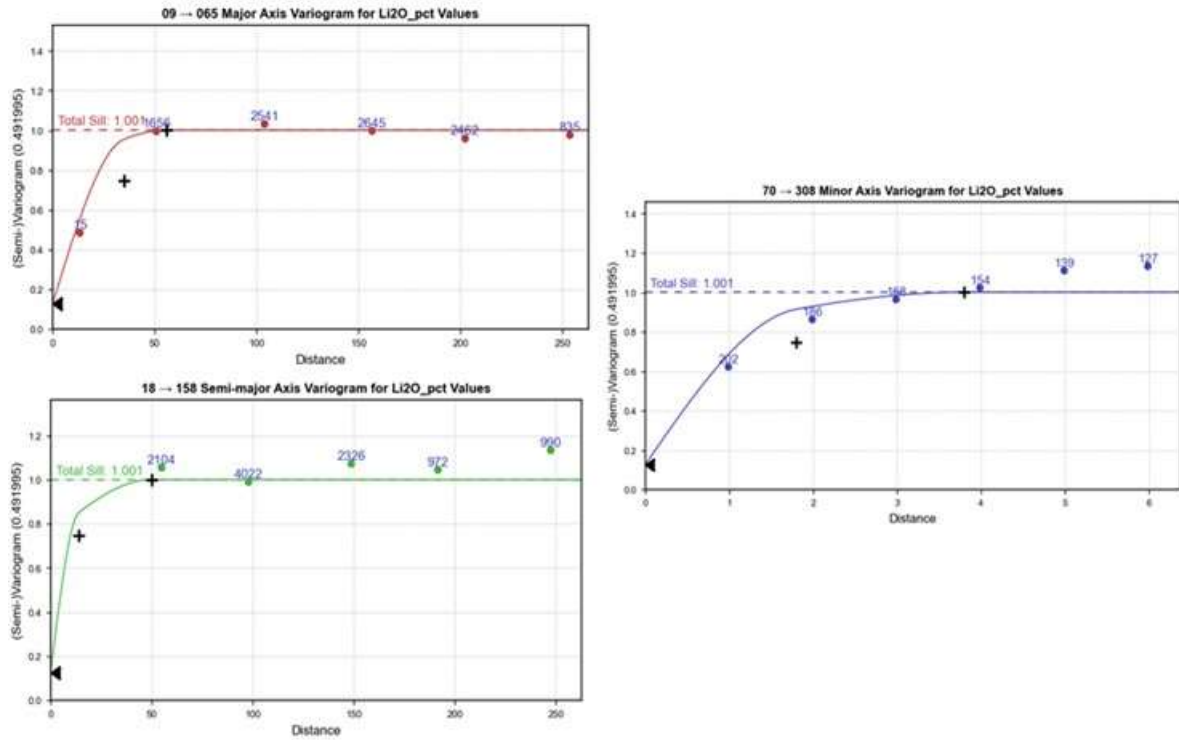 09 → 065 Major Axis Variogram for Li2O_pct Values
(Semi-)Variogram (0.491995)
1.4
1.2
1.0
0.8
0.6
0.4
0.2
0.0
Total Sill: 1.001
15
1656
2541
2645
2462
835
0 50 100 150 200 250
Distance
18 → 158 Semi-major Axis Variogram for Li2O_pct Values
(Semi-)Variogram (0.491995)
1.2
1.0
0.8
0.6
0.4
0.2
0.0
Total Sill: 1.001
2104
4022
2326
972
990
0 50 100 150 200 250
Distance
70 → 308 Minor Axis Variogram for Li2O_pct Values
(Semi-)Variogram (0.491995)
1.4
1.2
1.0
0.8
0.6
0.4
0.2
0.0
Total Sill: 1.001
202
186
168
154
139
127
0 1 2 3 4 5 6
Distance